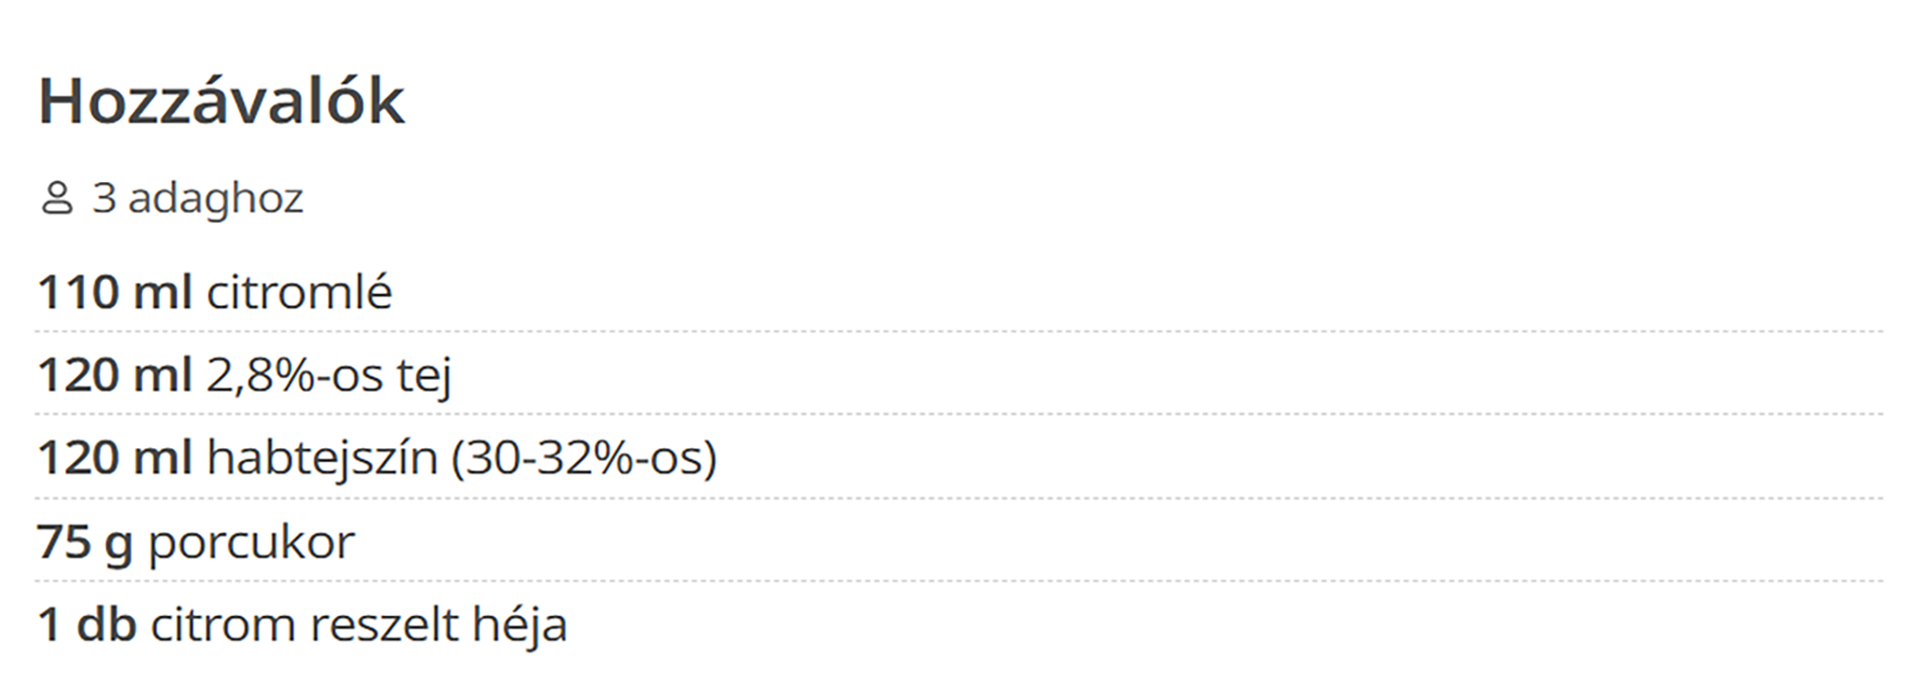 Hozzávalók
3 adaghoz
110 ml citromlé
120 ml 2,8%-os tej
120 ml habtejszín (30-32%-os)
75 g porcukor
1 db citrom reszelt héja